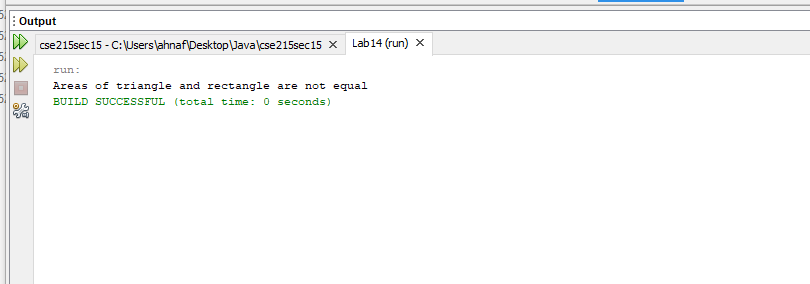 Output
cse215sec15 - C:\Users\ahnaf\Desktop\Java\cse215sec15 ×
Lab14 (run) ×
run:
Areas of triangle and rectangle are not equal
BUILD SUCCESSFUL (total time: 0 seconds)